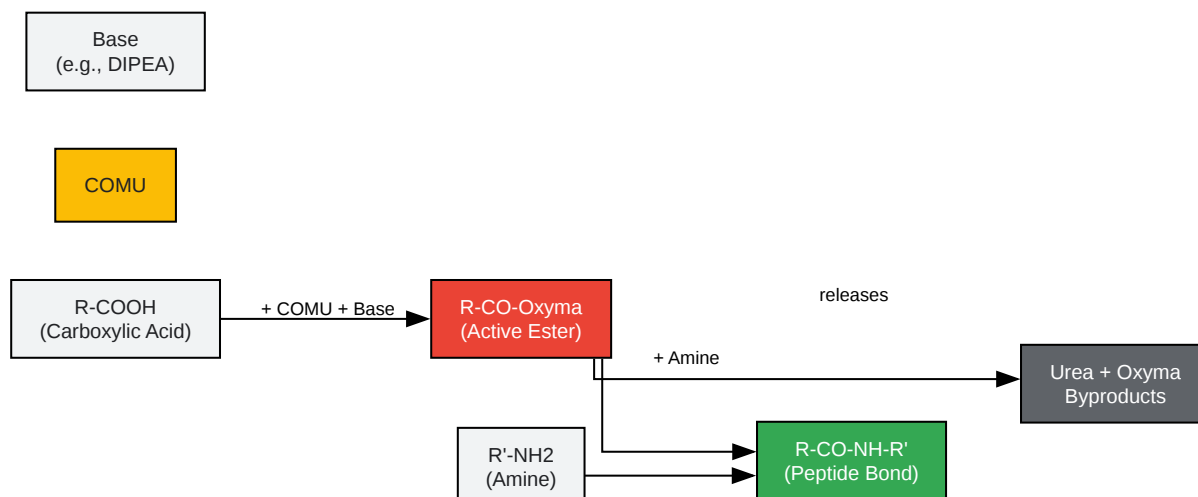 Base
(e.g., DIPEA)
COMU
R-COOH
(Carboxylic Acid)
+ COMU + Base
R-CO-Oxyma
(Active Ester)
releases
+ Amine
Urea + Oxyma
Byproducts
R'-NH2
(Amine)
R-CO-NH-R'
(Peptide Bond)